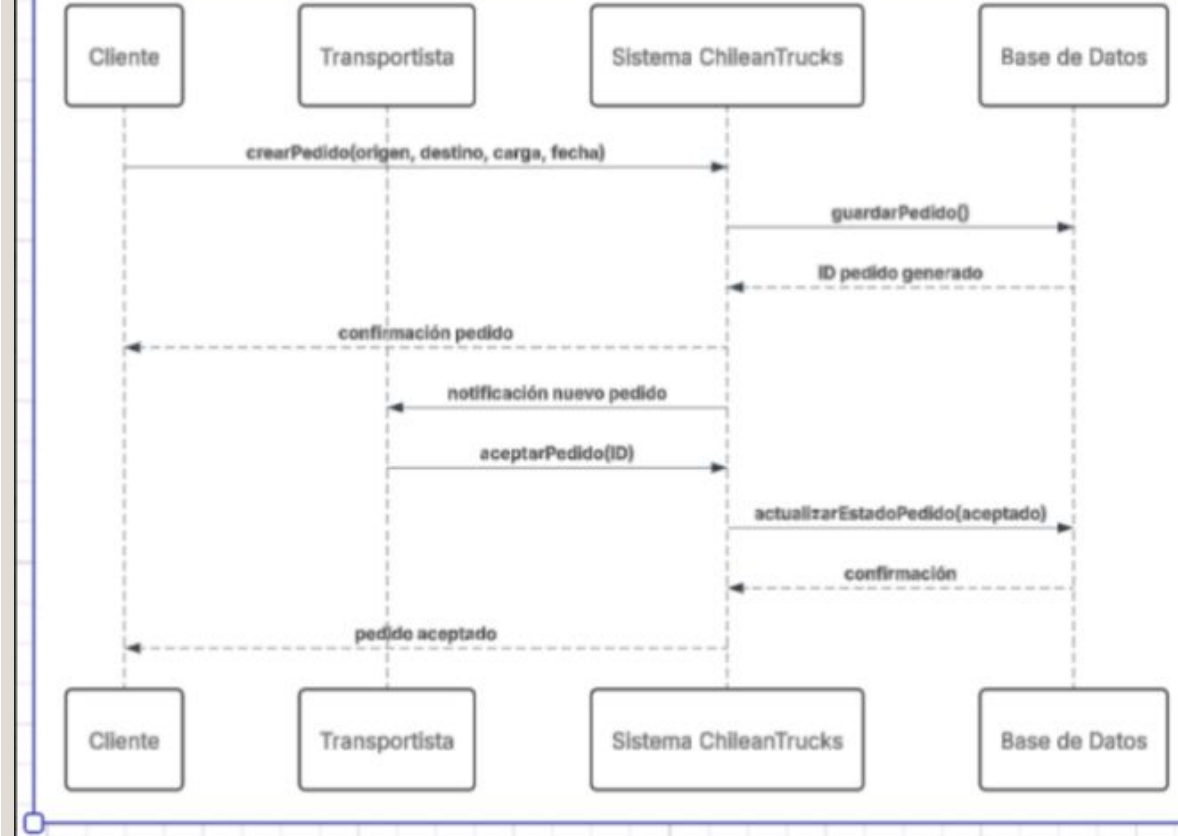 Cliente
Transportista
Sistema ChileanTrucks
Base de Datos
crearPedido(origen, destino, carga, fecha)
guardarPedido()
ID pedido generado
confirmación pedido
notificación nuevo pedido
aceptarPedido(ID)
actualizarEstadoPedido(aceptado)
confirmación
pedido aceptado
Cliente
Transportista
Sistema ChileanTrucks
Base de Datos